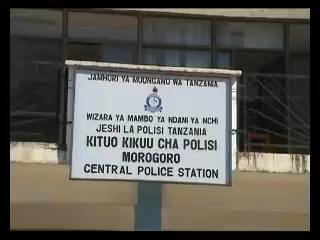 JAMHURI YA MUUNGANO WA TANZANIA
WIZARA YA MAMBO YA NDANI YA NCHI
JESHI LA POLISI TANZANIA
KITUO KIKUU CHA POLISI
MOROGORO
CENTRAL POLICE STATION